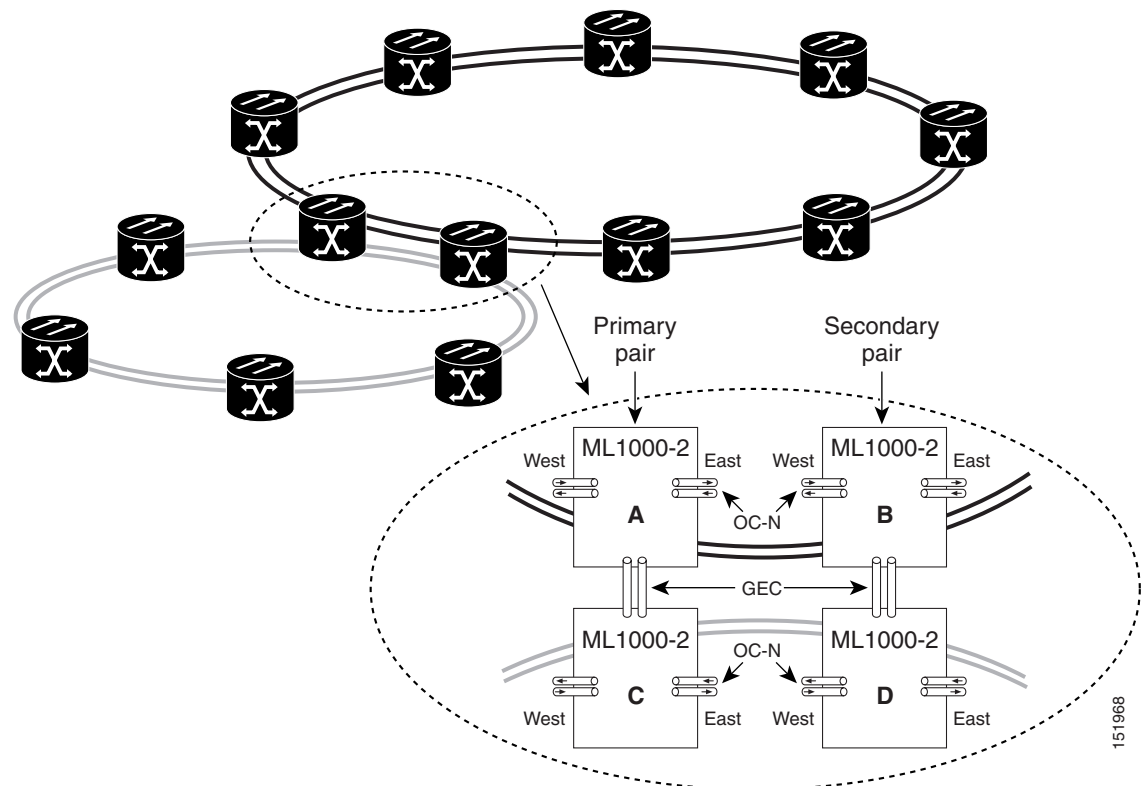 Primary
pair
Secondary
pair
ML1000-2
ML1000-2
West
East
West
East
A
OC-N
B
GEC
ML1000-2
ML1000-2
OC-N
C
D
West
East
West
East
151968